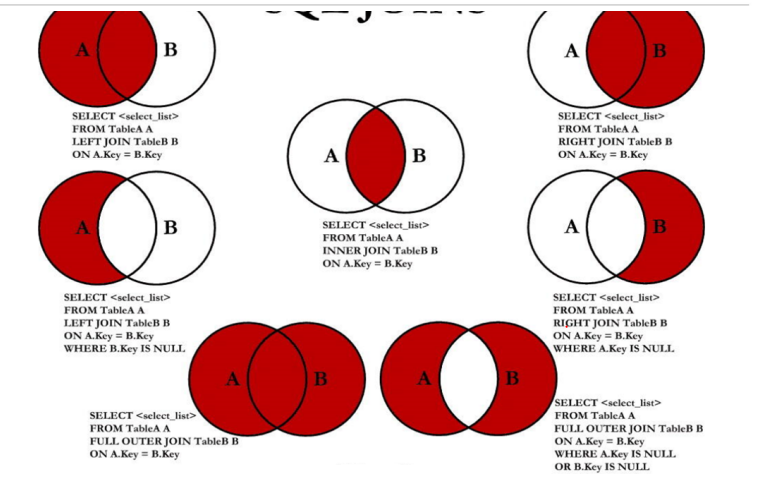 SQL JOINS
A
B
SELECT <select_list>
FROM TableA A
LEFT JOIN TableB B
ON A.Key = B.Key
A
B
SELECT <select_list>
FROM TableA A
RIGHT JOIN TableB B
ON A.Key = B.Key
A
B
SELECT <select_list>
FROM TableA A
INNER JOIN TableB B
ON A.Key = B.Key
A
B
SELECT <select_list>
FROM TableA A
LEFT JOIN TableB B
ON A.Key = B.Key
WHERE B.Key IS NULL
A
B
SELECT <select_list>
FROM TableA A
RIGHT JOIN TableB B
ON A.Key = B.Key
WHERE A.Key IS NULL
A
B
SELECT <select_list>
FROM TableA A
FULL OUTER JOIN TableB B
ON A.Key = B.Key
A
B
SELECT <select_list>
FROM TableA A
FULL OUTER JOIN TableB B
ON A.Key = B.Key
WHERE A.Key IS NULL
OR B.Key IS NULL